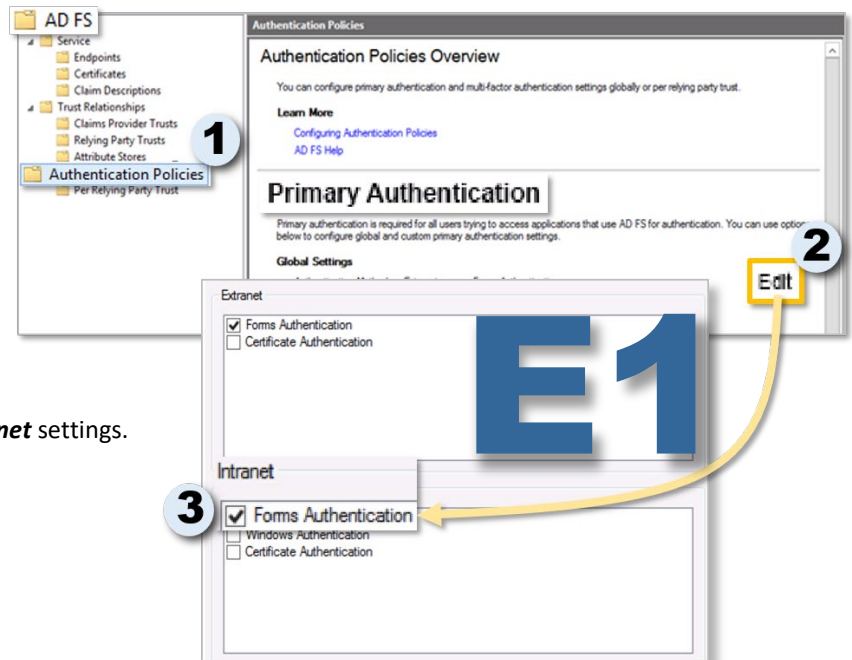 AD FS
Service
Endpoints
Certificates
Claim Descriptions
Trust Relationships
Claims Provider Trusts
Relying Party Trusts
Attribute Stores
1
Authentication Policies
Per Relying Party Trust
Authentication Policies
Authentication Policies Overview
You can configure primary authentication and multi-factor authentication settings globally or per relying party trust.
Learn More
Configuring Authentication Policies
AD FS Help
Primary Authentication
Primary authentication is required for all users trying to access applications that use AD FS for authentication. You can use
below to configure global and custom primary authentication settings.
Global Settings
2
Edit
Extranet
Forms Authentication
Certificate Authentication
E1
net settings.
Intranet
3
Forms Authentication
Windows Authentication
Certificate Authentication